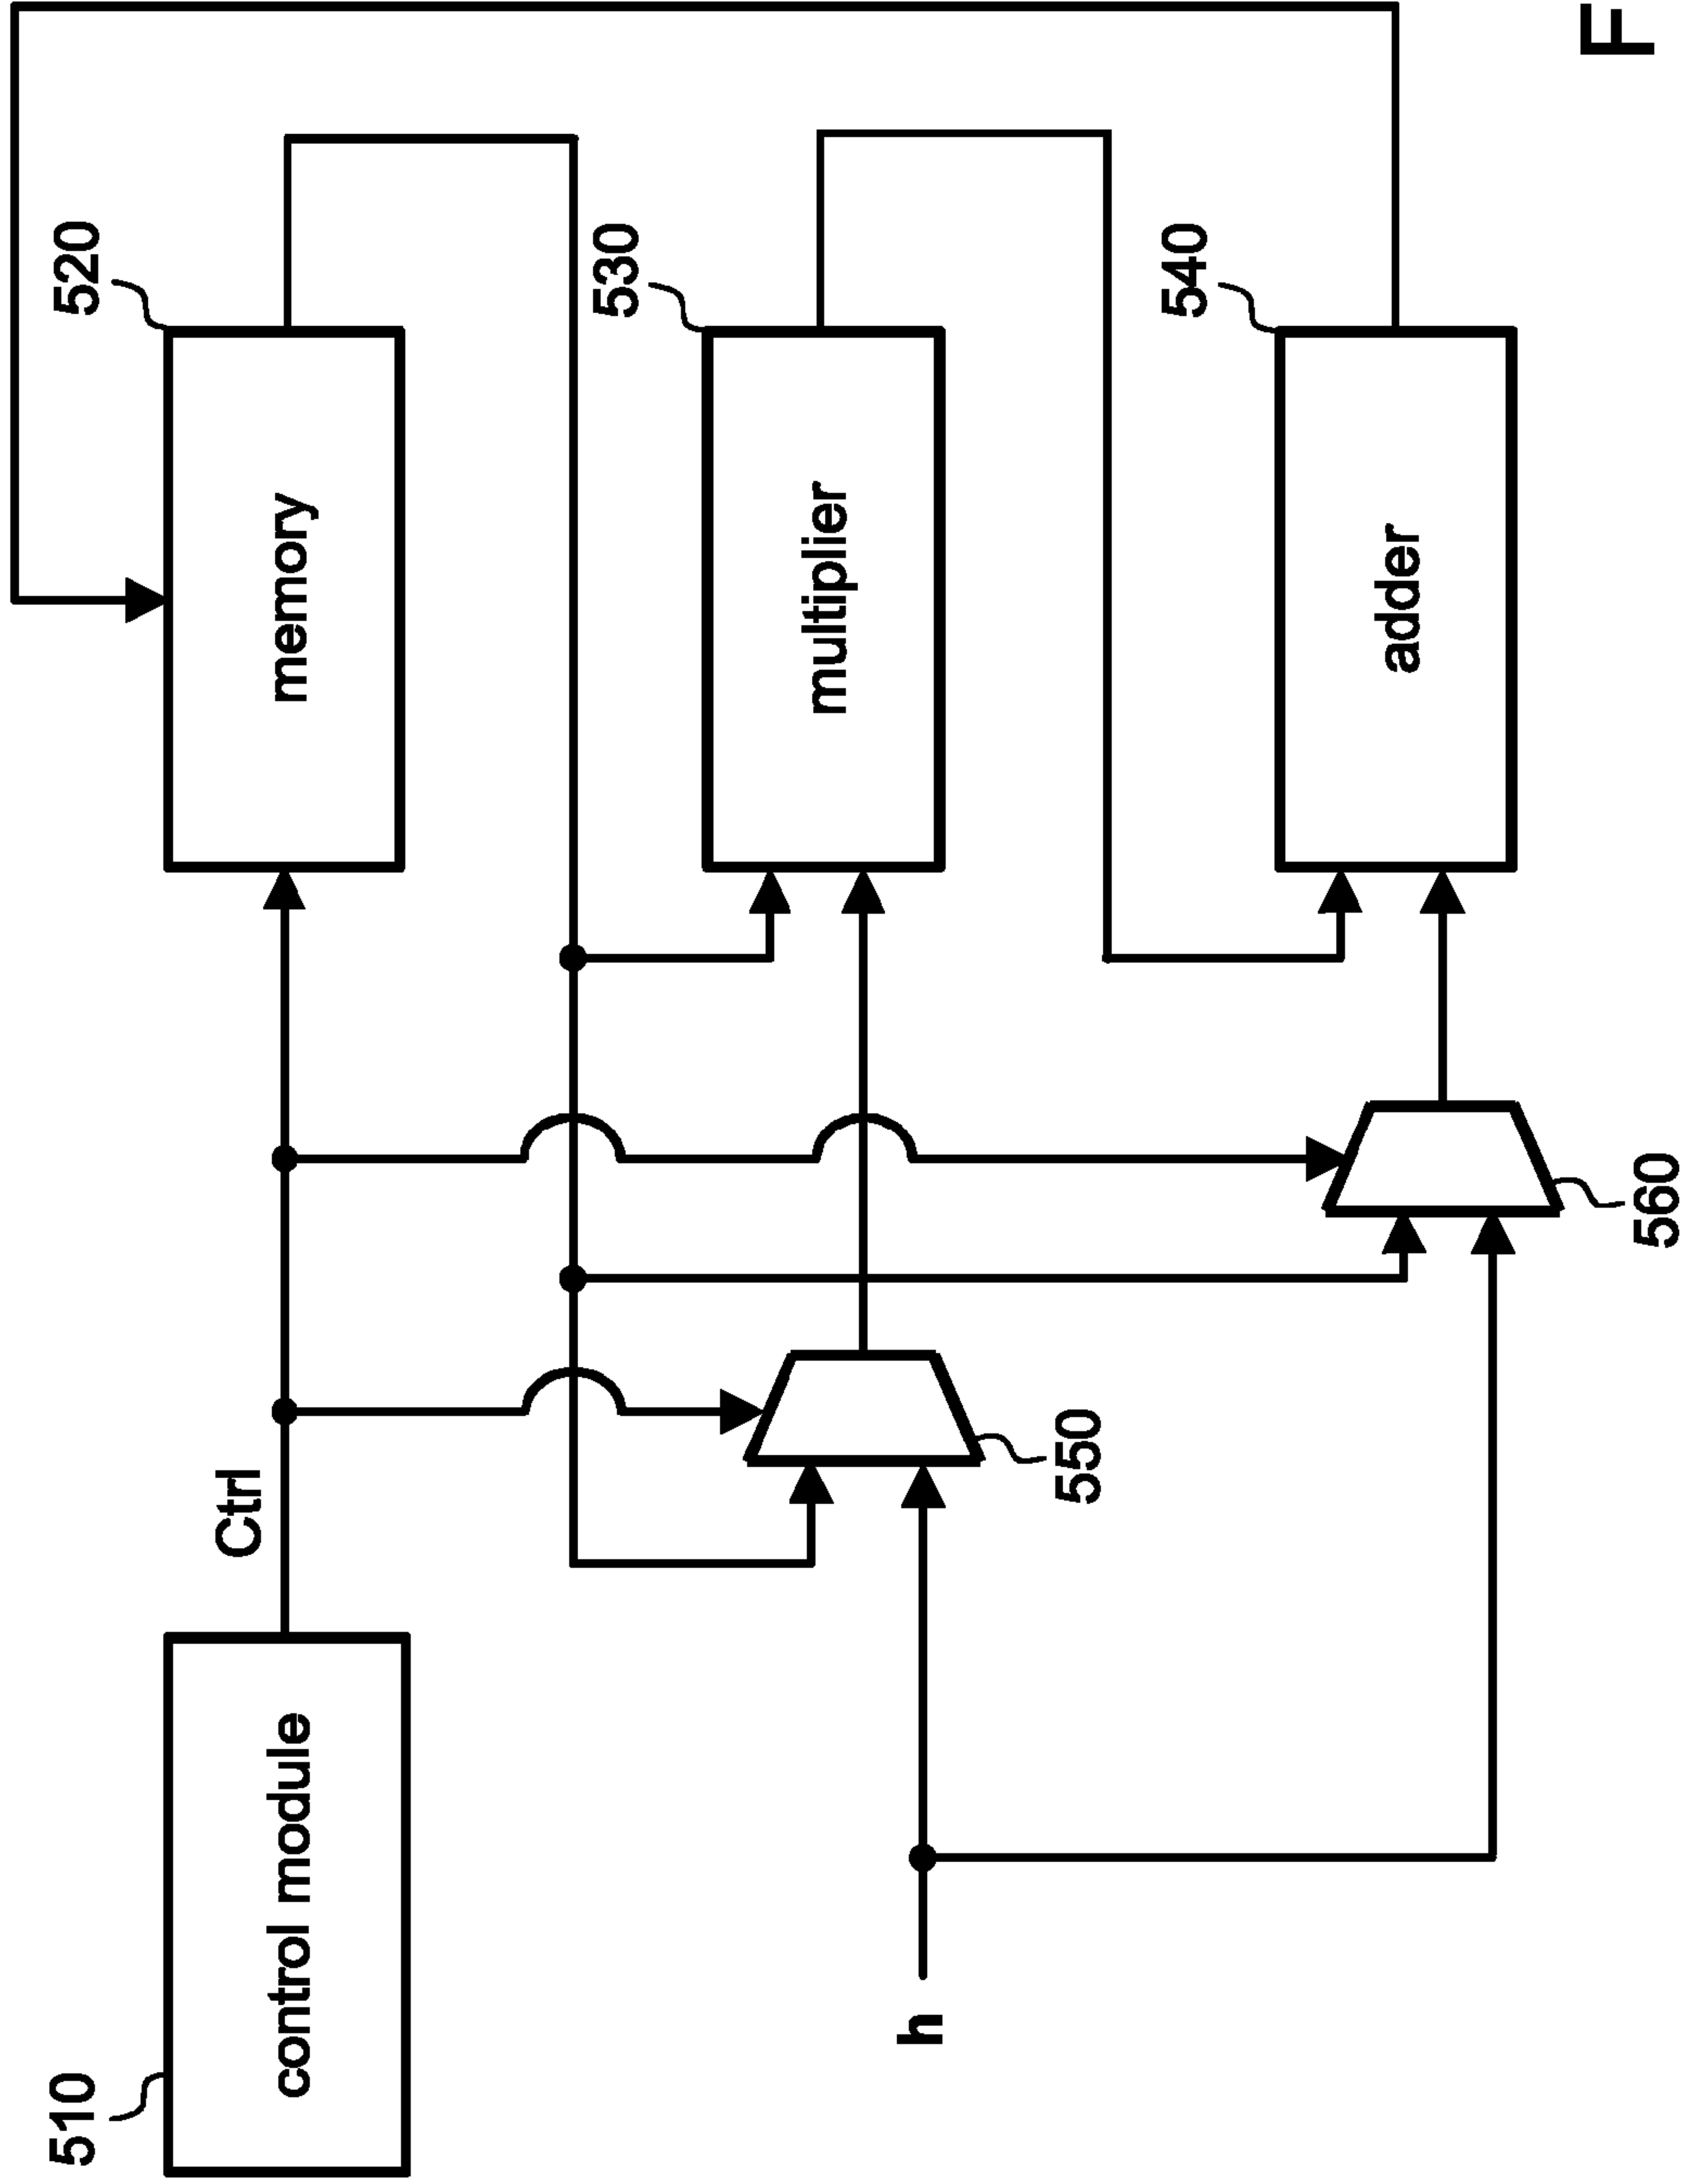 510
control module
Ctrl
520
memory
530
multiplier
540
adder
h
550
560
F